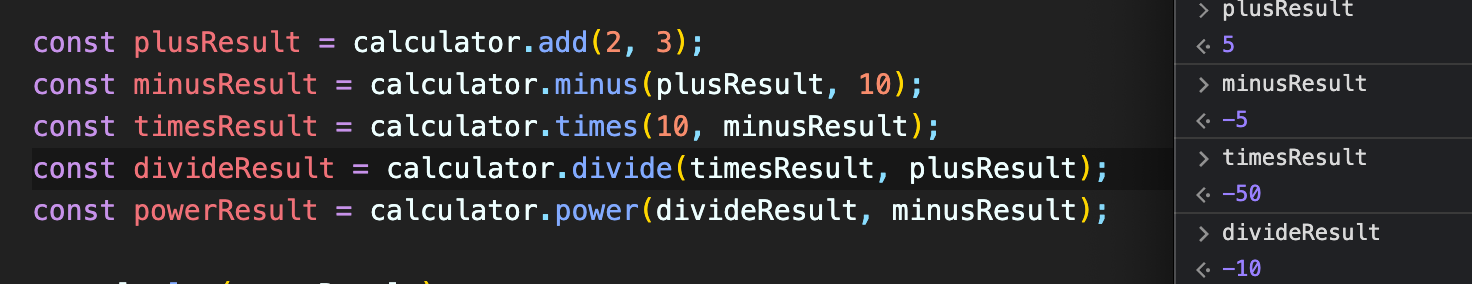 const plusResult = calculator.add(2, 3);
const minusResult = calculator.minus(plusResult, 10);
const timesResult = calculator.times(10, minusResult);
const divideResult = calculator.divide(timesResult, plusResult);
const powerResult = calculator.power(divideResult, minusResult);
> plusResult
<· 5
> minusResult
<· -5
> timesResult
<· -50
> divideResult
<· -10